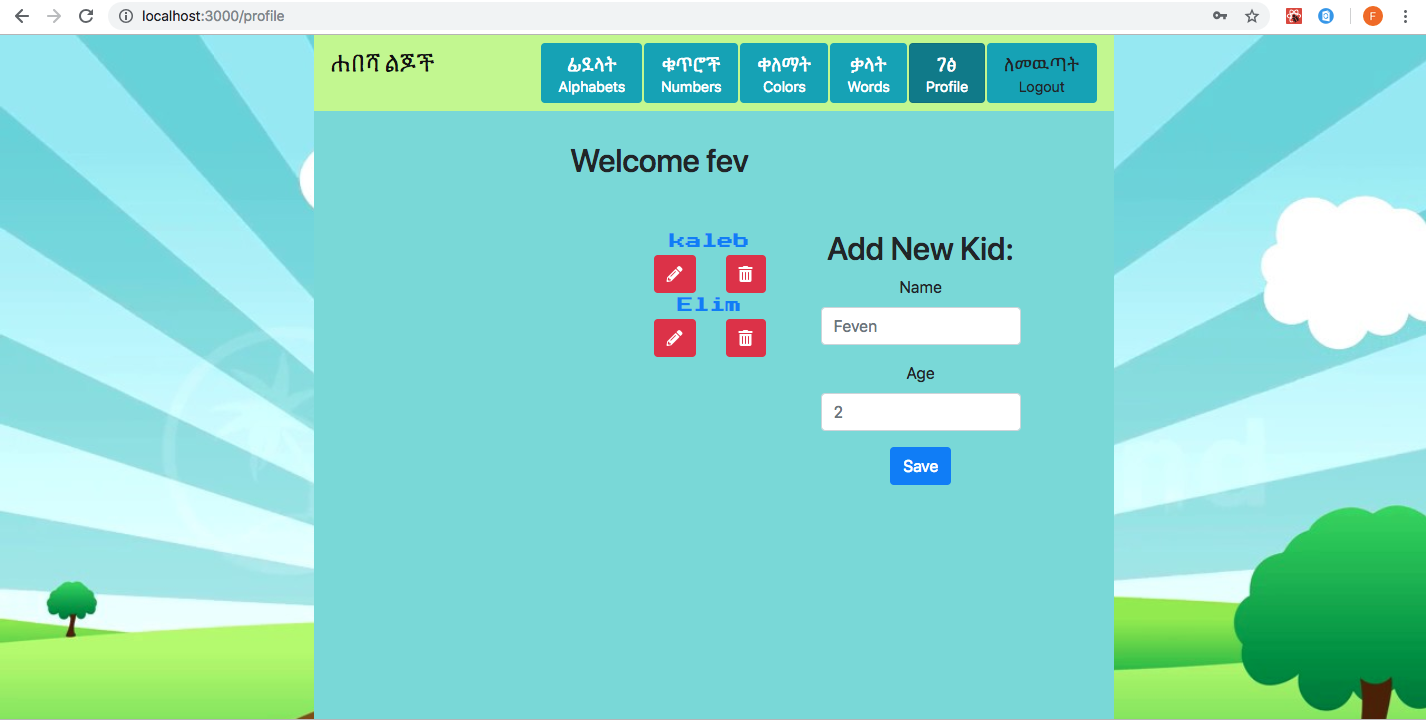 localhost:3000/profile
F
ሐበሻ ልጆች
ፊደላት
Alphabets
ቁጥሮች
Numbers
ቀለማት
Colors
ቃላት
Words
ገፅ
Profile
ለመዉጣት
Logout
Welcome fev
kaleb
Elim
Add New Kid:
Name
Feven
Age
2
Save